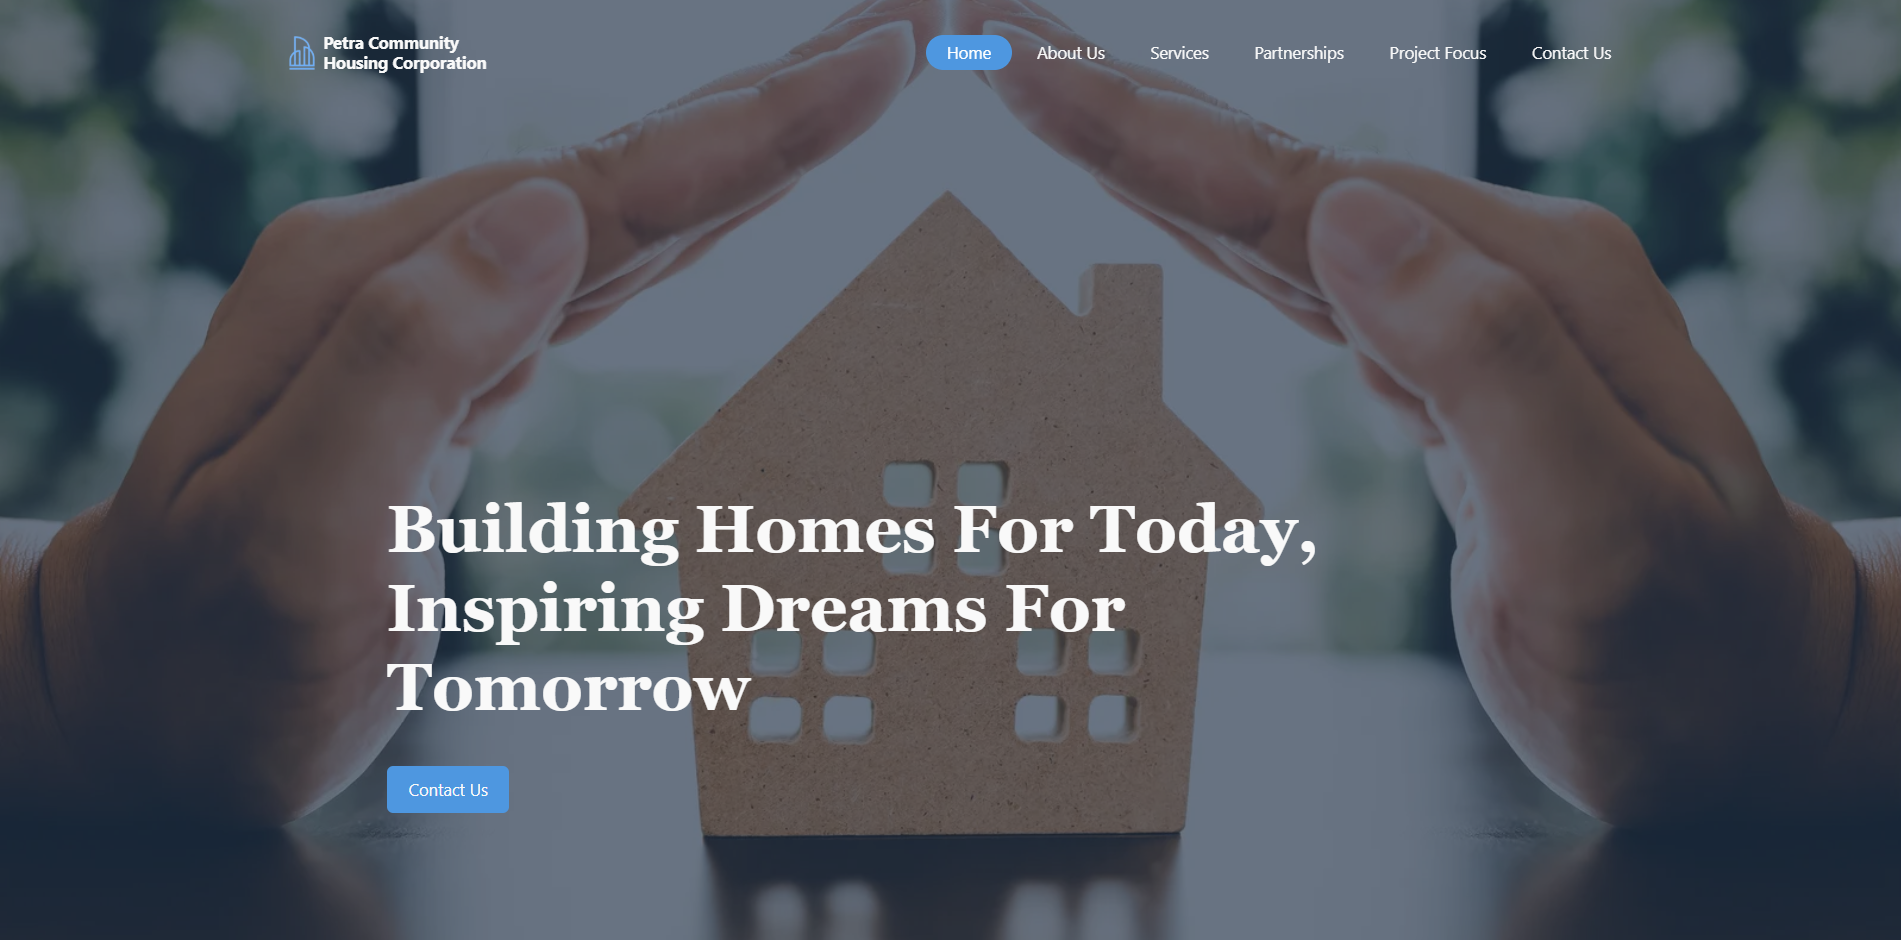 Petra Community
Housing Corporation
Home
About Us
Services
Partnerships
Project Focus
Contact Us
Building Homes For Today,
Inspiring Dreams For
Tomorrow
Contact Us